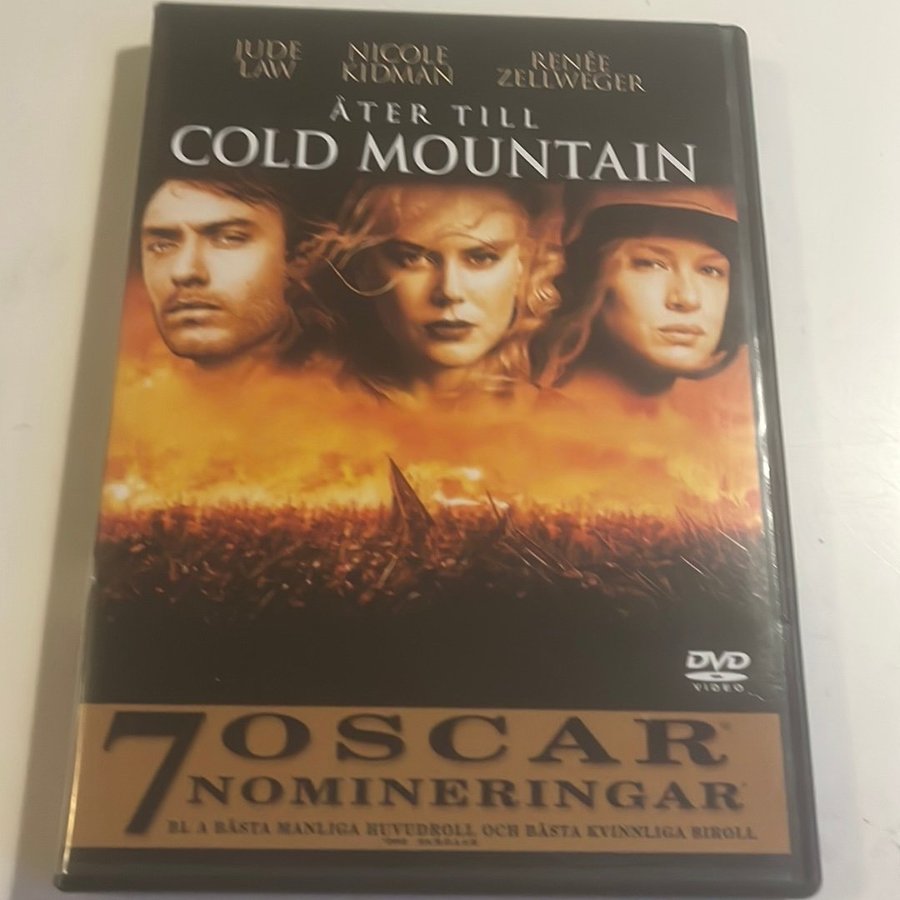 JUDE LAW
NICOLE KIDMAN
RENÉE ZELLWEGER
ÅTER TILL
COLD MOUNTAIN
DVD
VIDEO
7 OSCAR®
NOMINERINGAR
BL A BÄSTA MANLIGA HUVUDROLL OCH BÄSTA KVINNLIGA BIROLL